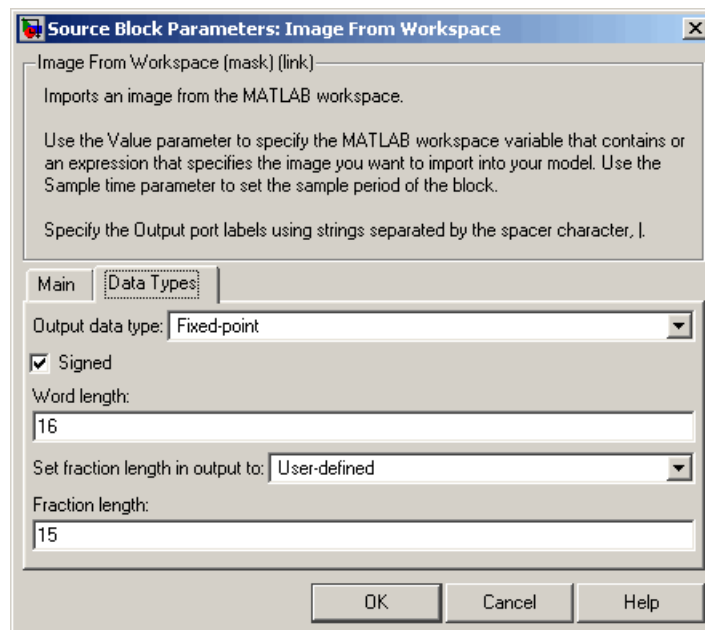 Source Block Parameters: Image From Workspace
Image From Workspace (mask) (link)
Imports an image from the MATLAB workspace.
Use the Value parameter to specify the MATLAB workspace variable that contains or
an expression that specifies the image you want to import into your model. Use the
Sample time parameter to set the sample period of the block.
Specify the Output port labels using strings separated by the spacer character, |.
Main Data Types
Output data type: Fixed-point
Signed
Word length:
16
Set fraction length in output to: User-defined
Fraction length:
15
OK Cancel Help